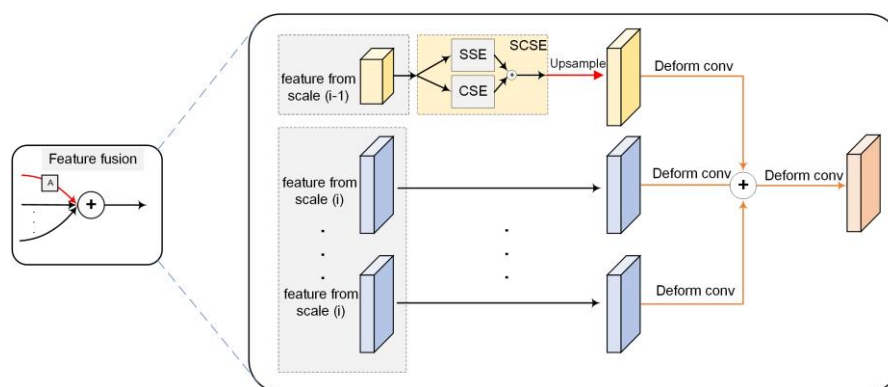 Feature fusion
A
+
feature from
scale (i-1)
SSE
CSE
SCSE
+
Upsample
Deform conv
feature from
scale (i)
Deform conv
+
Deform conv
feature from
scale (i)
Deform conv